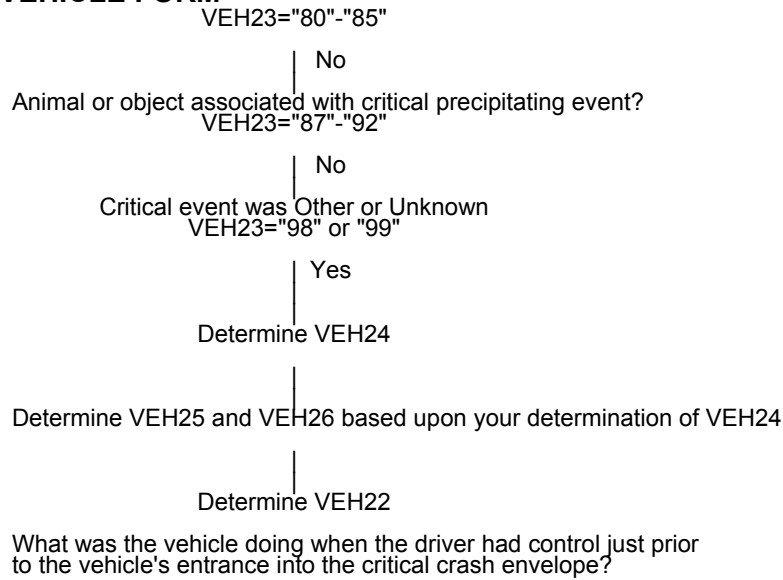 VEH23="80"-"85"
No
Animal or object associated with critical precipitating event?
VEH23="87"-"92"
No
Critical event was Other or Unknown
VEH23="98" or "99"
Yes
Determine VEH24
Determine VEH25 and VEH26 based upon your determination of VEH24
Determine VEH22
What was the vehicle doing when the driver had control just prior
to the vehicle's entrance into the critical crash envelope?